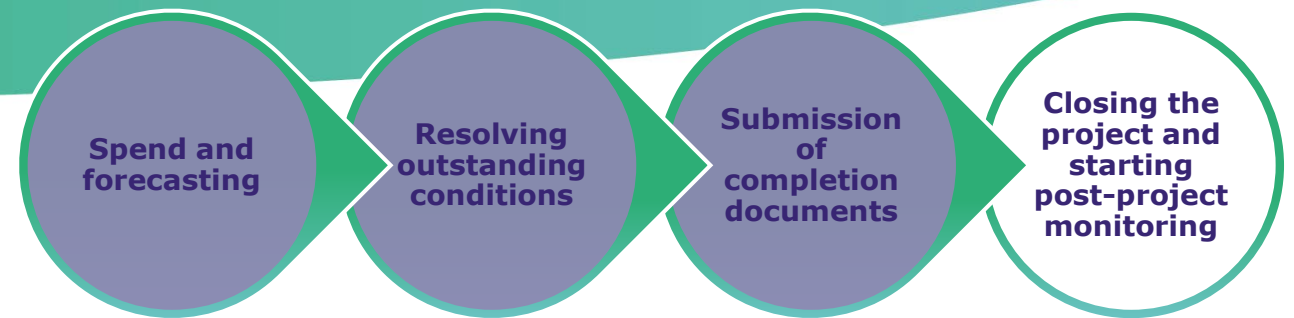 Spend and
forecasting
Resolving
outstanding
conditions
Submission
of
completion
documents
Closing the
project and
starting
post-project
monitoring